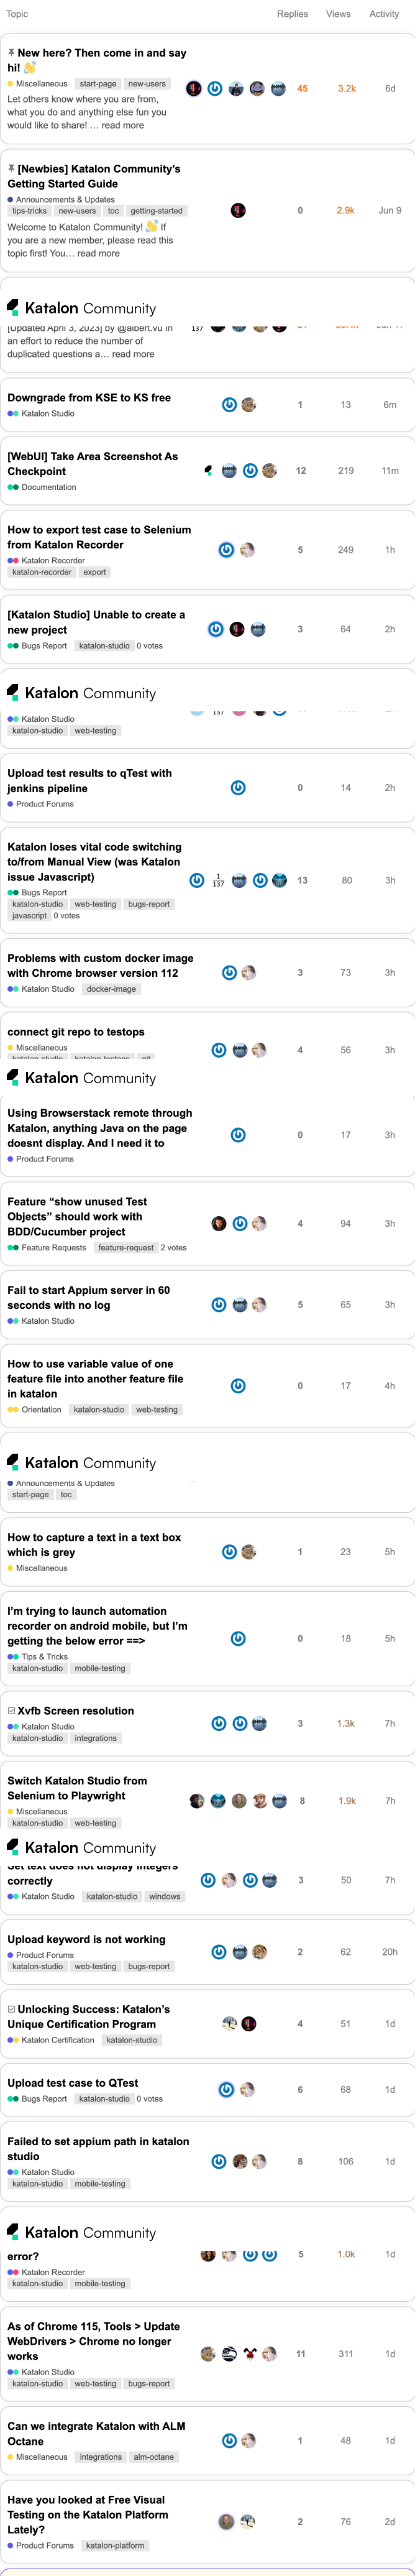 Topic Replies Views Activity
New here? Then come in and say
hi! 👋
Miscellaneous start-page new-users
Let others know where you are from,
what you do and anything else fun you
would like to share! … read more
45 3.2k 6d
[Newbies] Katalon Community’s
Getting Started Guide
Announcements & Updates
tips-tricks new-users toc getting-started
Welcome to Katalon Community! 👋 If
you are a new member, please read this
topic first! You… read more
0 2.9k Jun 9
Katalon Community
[Updated April 3, 2023] by @albert.vu In
an effort to reduce the number of
duplicated questions a… read more
137
Downgrade from KSE to KS free
Katalon Studio
1 13 6m
[WebUI] Take Area Screenshot As
Checkpoint
Documentation
12 219 11m
How to export test case to Selenium
from Katalon Recorder
Katalon Recorder
katalon-recorder export
5 249 1h
[Katalon Studio] Unable to create a
new project
Bugs Report katalon-studio 0 votes
3 64 2h
Katalon Community
Katalon Studio
katalon-studio web-testing
137
Upload test results to qTest with
jenkins pipeline
Product Forums
0 14 2h
Katalon loses vital code switching
to/from Manual View (was Katalon
issue Javascript)
Bugs Report
katalon-studio web-testing bugs-report
javascript 0 votes
1
137
13 80 3h
Problems with custom docker image
with Chrome browser version 112
Katalon Studio docker-image
3 73 3h
connect git repo to testops
Miscellaneous
katalon-studio katalon-testops git
4 56 3h
Katalon Community
Using Browserstack remote through
Katalon, anything Java on the page
doesnt display. And I need it to
Product Forums
0 17 3h
Feature “show unused Test
Objects” should work with
BDD/Cucumber project
Feature Requests feature-request 2 votes
4 94 3h
Fail to start Appium server in 60
seconds with no log
Katalon Studio
5 65 3h
How to use variable value of one
feature file into another feature file
in katalon
Orientation katalon-studio web-testing
0 17 4h
Katalon Community
Announcements & Updates
start-page toc
How to capture a text in a text box
which is grey
Miscellaneous
1 23 5h
I’m trying to launch automation
recorder on android mobile, but I’m
getting the below error ==>
Tips & Tricks
katalon-studio mobile-testing
0 18 5h
Xvfb Screen resolution
Katalon Studio
katalon-studio integrations
3 1.3k 7h
Switch Katalon Studio from
Selenium to Playwright
Miscellaneous
katalon-studio web-testing
8 1.9k 7h
Katalon Community
Set text does not display integers
correctly
Katalon Studio katalon-studio windows
3 50 7h
Upload keyword is not working
Product Forums
katalon-studio web-testing bugs-report
2 62 20h
Unlocking Success: Katalon’s
Unique Certification Program
Katalon Certification katalon-studio
4 51 1d
Upload test case to QTest
Bugs Report katalon-studio 0 votes
6 68 1d
Failed to set appium path in katalon
studio
Katalon Studio
katalon-studio mobile-testing
8 106 1d
Katalon Community
error?
Katalon Recorder
katalon-studio mobile-testing
5 1.0k 1d
As of Chrome 115, Tools > Update
WebDrivers > Chrome no longer
works
Katalon Studio
katalon-studio web-testing bugs-report
11 311 1d
Can we integrate Katalon with ALM
Octane
Miscellaneous integrations alm-octane
1 48 1d
Have you looked at Free Visual
Testing on the Katalon Platform
Lately?
Product Forums katalon-platform
2 76 2d